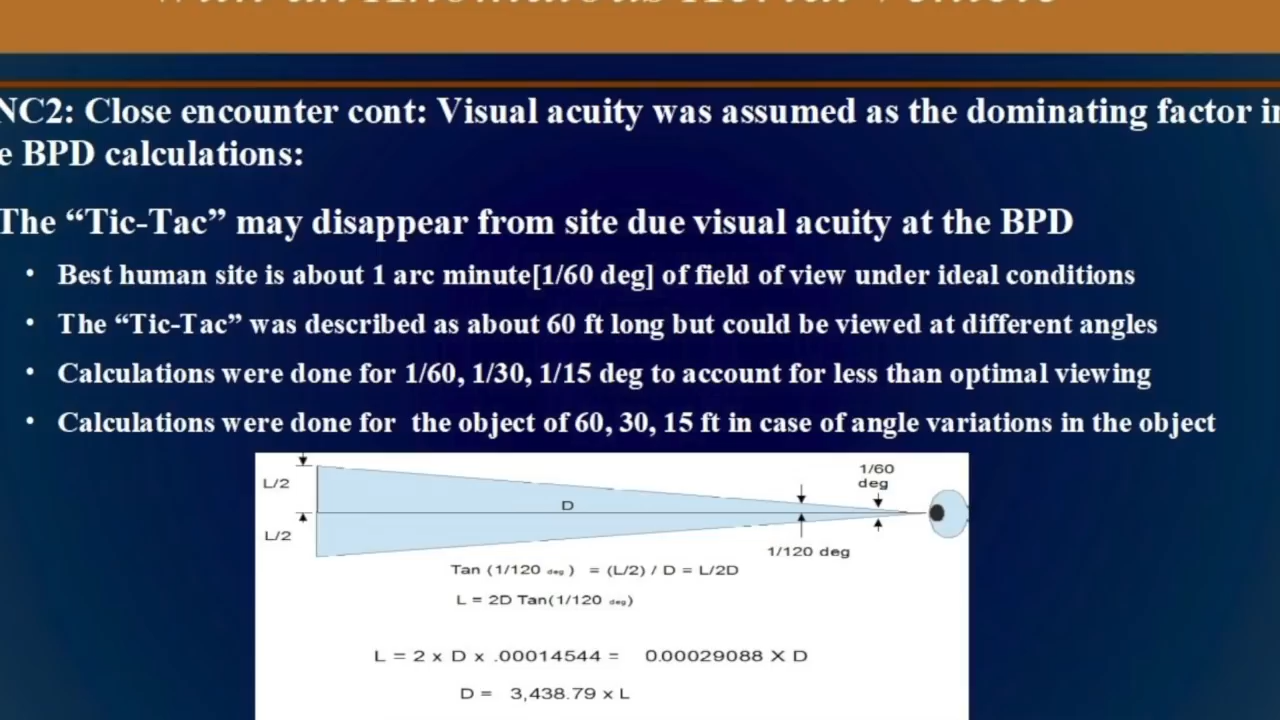 With an Anomalous Aerial Vehicle
NC2: Close encounter cont: Visual acuity was assumed as the dominating factor in
e BPD calculations:
The “Tic-Tac” may disappear from site due visual acuity at the BPD
• Best human site is about 1 arc minute[1/60 deg] of field of view under ideal conditions
• The “Tic-Tac” was described as about 60 ft long but could be viewed at different angles
• Calculations were done for 1/60, 1/30, 1/15 deg to account for less than optimal viewing
• Calculations were done for the object of 60, 30, 15 ft in case of angle variations in the object
L/2
1/60
deg
D
L/2
1/120 deg
Tan (1/120 deg ) = (L/2) / D = L/2D
L = 2D Tan(1/120 deg)
L = 2 x D x .00014544 = 0.00029088 X D
D = 3,438.79 x L